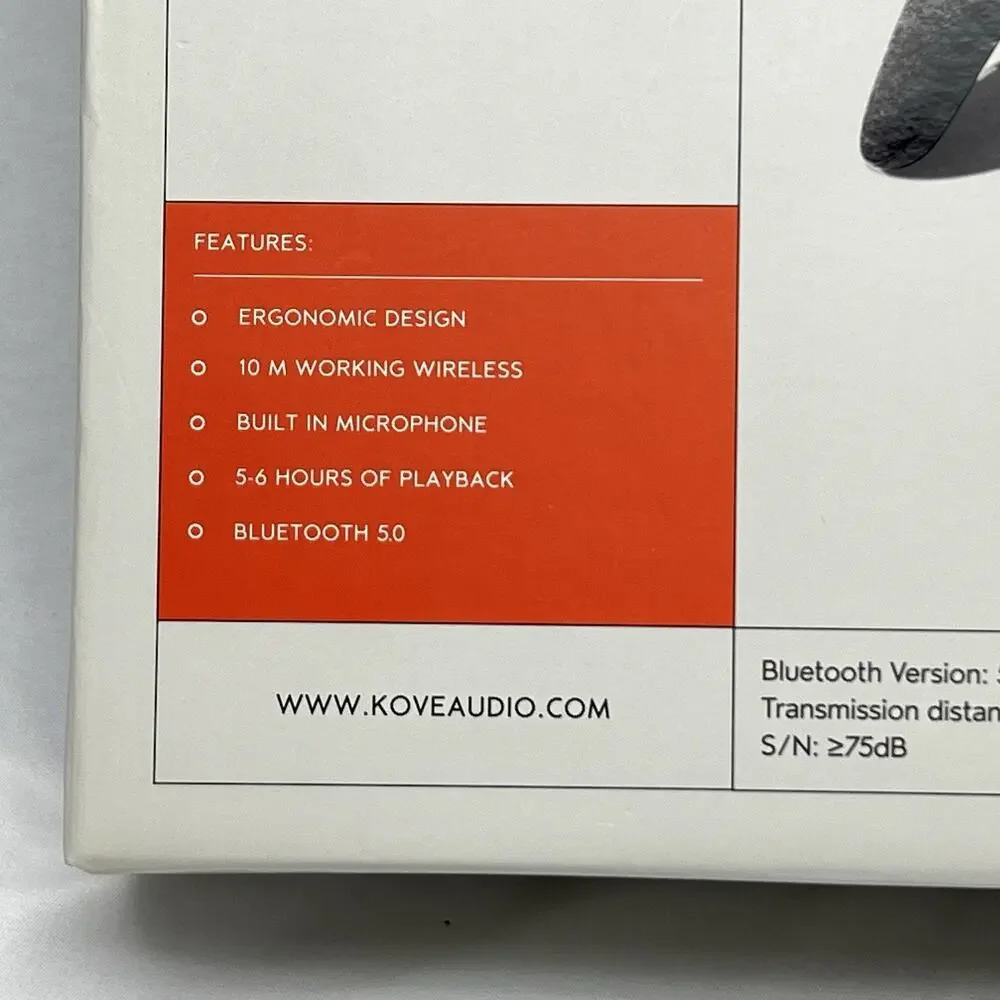 FEATURES:
ERGONOMIC DESIGN
10 M WORKING WIRELESS
BUILT IN MICROPHONE
5-6 HOURS OF PLAYBACK
BLUETOOTH 5.0
WWW.KOVEAUDIO.COM
Bluetooth Version:
Transmission
S/N: ≥75dB